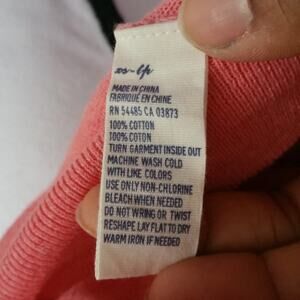 xs-tp
MADE IN CHINA
FABRIQUÉ EN CHINE
RN 54485 CA 03873
100% COTTON
100% COTON
TURN GARMENT INSIDE OUT
MACHINE WASH COLD
WITH LIKE COLORS
USE ONLY NON-CHLORINE
BLEACH WHEN NEEDED
DO NOT WRING OR TWIST
RESHAPE LAY FLAT TO DRY
WARM IRON IF NEEDED